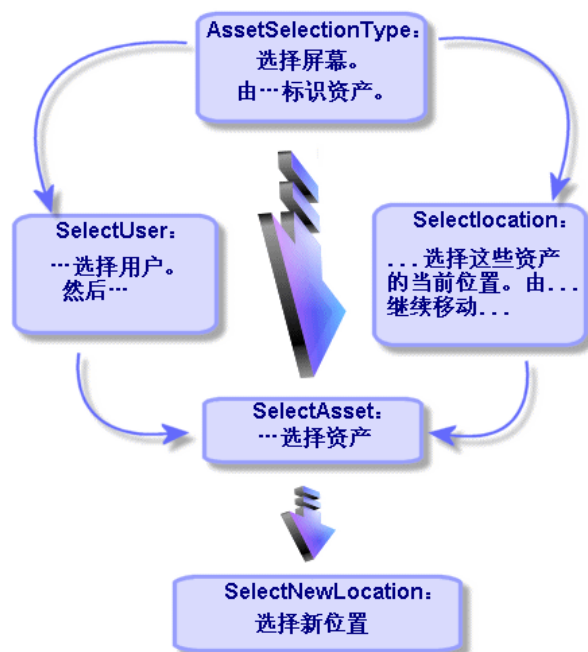 AssetSelectionType：
选择屏幕。
由…标识资产。
SelectUser：
…选择用户。
然后…
Selectlocation：
...选择这些资产
的当前位置。由...
继续移动...
SelectAsset：
…选择资产
SelectNewLocation：
选择新位置